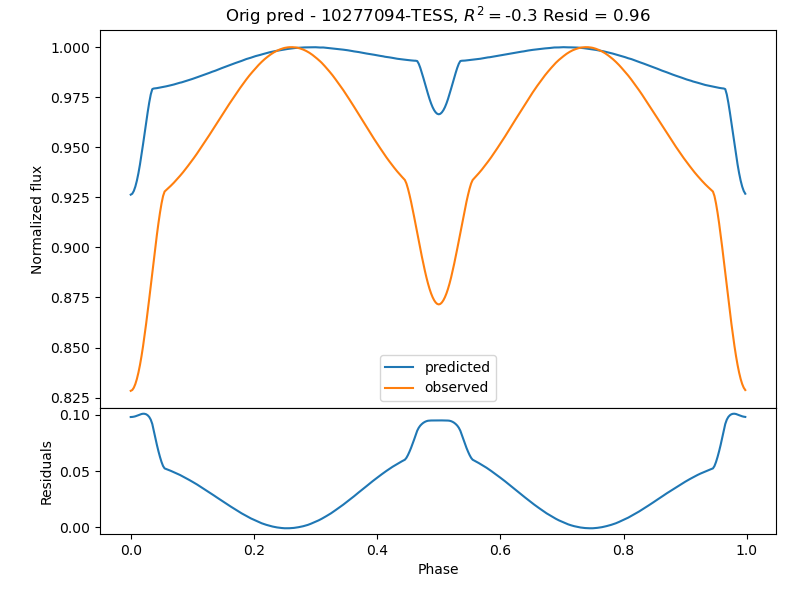 Orig pred - 10277094-TESS, R² = -0.3 Resid = 0.96
1.000
0.975
0.950
0.925
0.900
0.875
0.850
0.825
Normalized flux
predicted
observed
0.10
0.05
0.00
Residuals
0.0 0.2 0.4 0.6 0.8 1.0
Phase